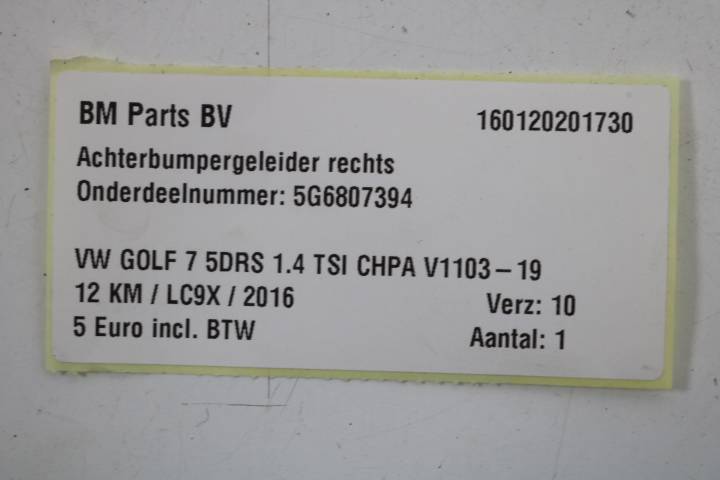 BM Parts BV 160120201730
Achterbumpergeleider rechts
Onderdeelnummer: 5G6807394
VW GOLF 7 5DRS 1.4 TSI CHPA V1103-19
12 KM / LC9X / 2016 Verz: 10
5 Euro incl. BTW Aantal: 1